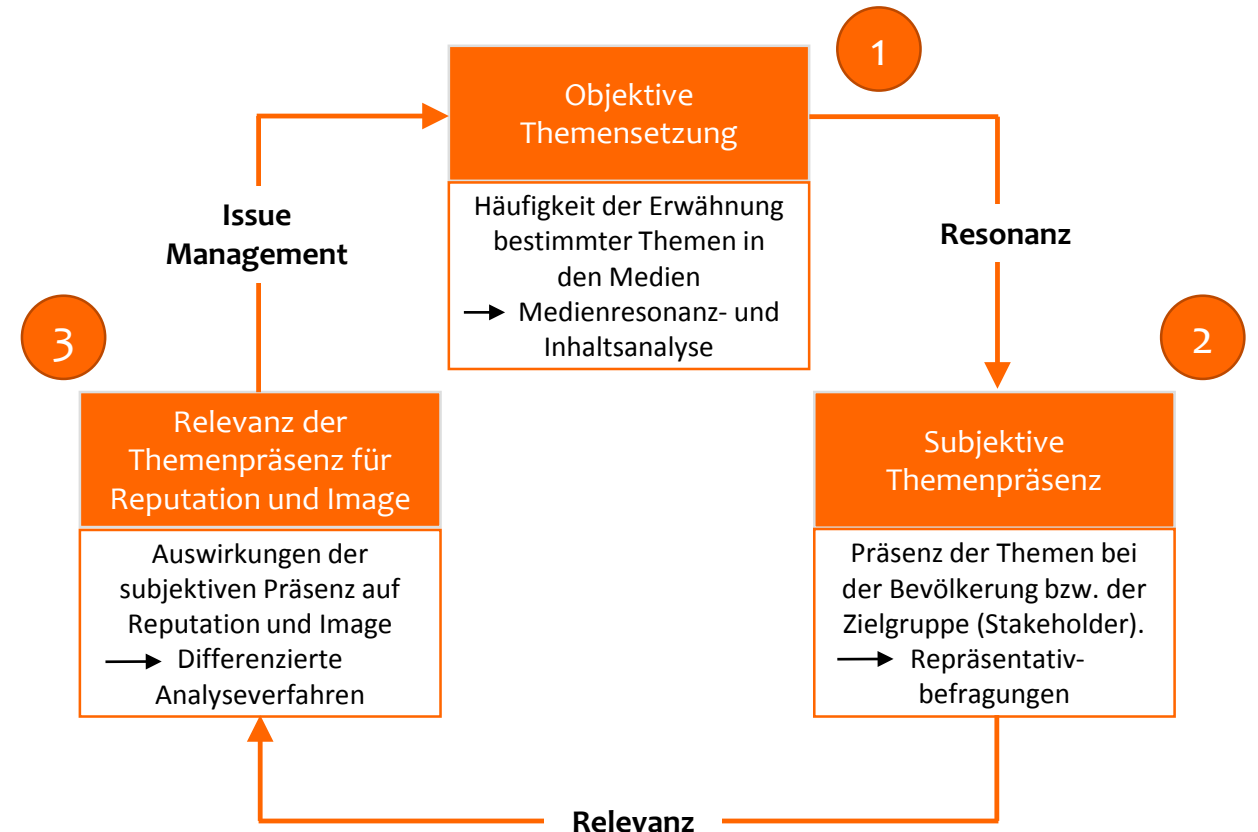 1
Objektive
Themensetzung
Häufigkeit der Erwähnung
bestimmter Themen in
den Medien
→ Medienresonanz- und
Inhaltsanalyse
Resonanz
2
Subjektive
Themenpräsenz
Präsenz der Themen bei
der Bevölkerung bzw. der
Zielgruppe (Stakeholder).
→ Repräsentativ-
befragungen
Relevanz
3
Relevanz der
Themenpräsenz für
Reputation und Image
Auswirkungen der
subjektiven Präsenz auf
Reputation und Image
→ Differenzierte
Analyseverfahren
Issue
Management